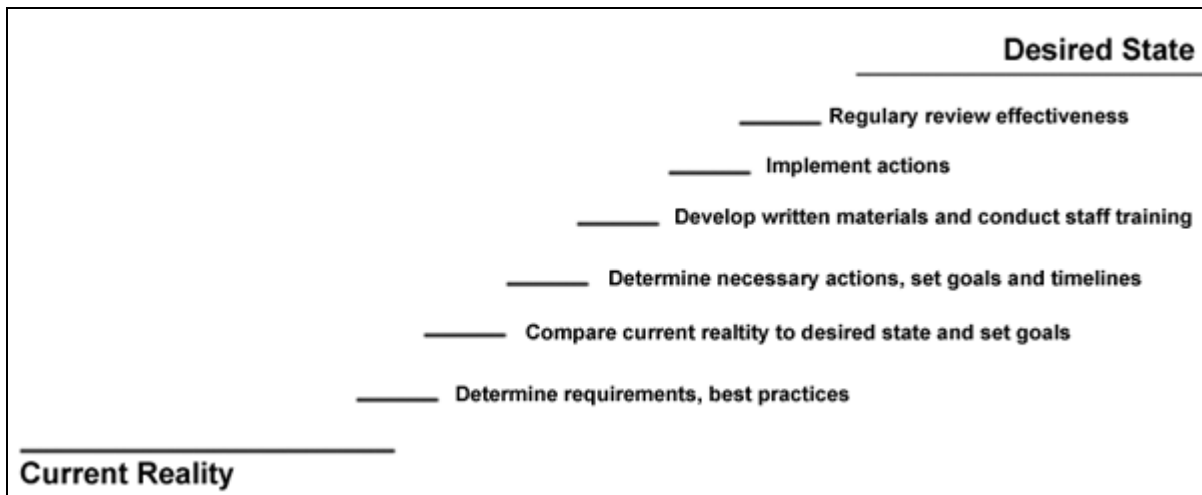 Desired State
Regulary review effectiveness
Implement actions
Develop written materials and conduct staff training
Determine necessary actions, set goals and timelines
Compare current realtity to desired state and set goals
Determine requirements, best practices
Current Reality